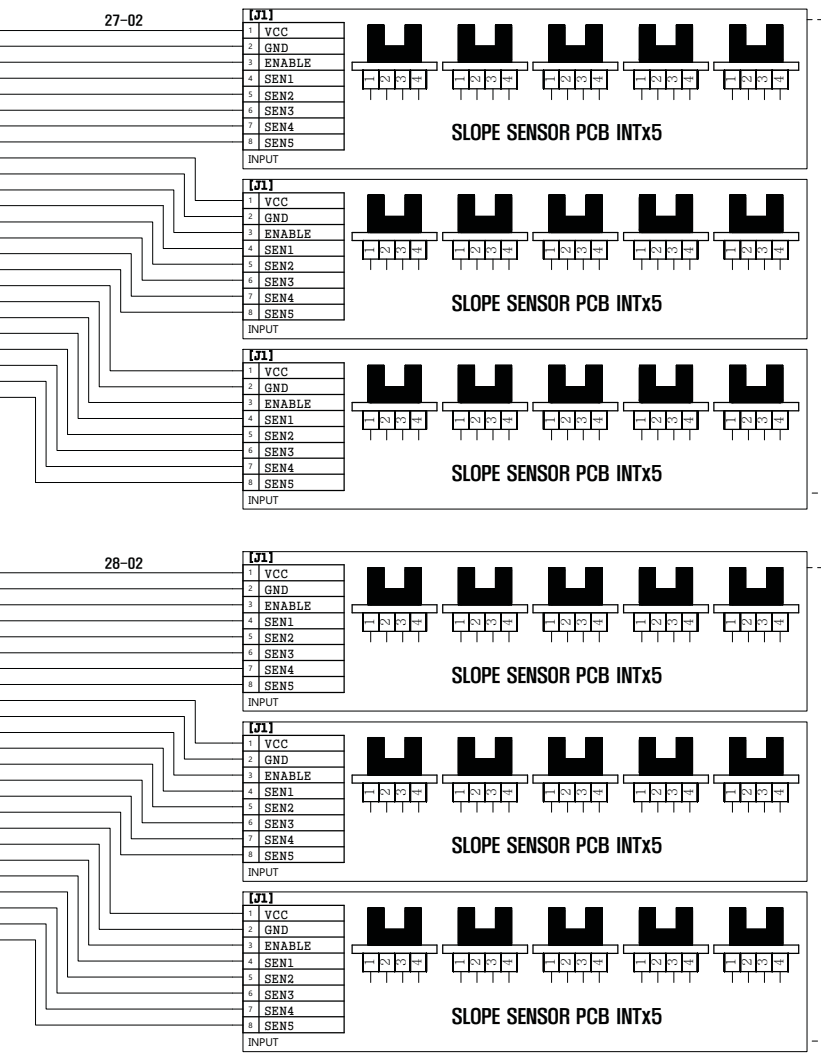 27-02
[J1]
1 VCC
2 GND
3 ENABLE
4 SEN1
5 SEN2
6 SEN3
7 SEN4
8 SEN5
INPUT
1 2 3 4 1 2 3 4 1 2 3 4 1 2 3 4 1 2 3 4
SLOPE SENSOR PCB INTx5
[J1]
1 VCC
2 GND
3 ENABLE
4 SEN1
5 SEN2
6 SEN3
7 SEN4
8 SEN5
INPUT
1 2 3 4 1 2 3 4 1 2 3 4 1 2 3 4 1 2 3 4
SLOPE SENSOR PCB INTx5
[J1]
1 VCC
2 GND
3 ENABLE
4 SEN1
5 SEN2
6 SEN3
7 SEN4
8 SEN5
INPUT
1 2 3 4 1 2 3 4 1 2 3 4 1 2 3 4 1 2 3 4
SLOPE SENSOR PCB INTx5
28-02
[J1]
1 VCC
2 GND
3 ENABLE
4 SEN1
5 SEN2
6 SEN3
7 SEN4
8 SEN5
INPUT
1 2 3 4 1 2 3 4 1 2 3 4 1 2 3 4 1 2 3 4
SLOPE SENSOR PCB INTx5
[J1]
1 VCC
2 GND
3 ENABLE
4 SEN1
5 SEN2
6 SEN3
7 SEN4
8 SEN5
INPUT
1 2 3 4 1 2 3 4 1 2 3 4 1 2 3 4 1 2 3 4
SLOPE SENSOR PCB INTx5
[J1]
1 VCC
2 GND
3 ENABLE
4 SEN1
5 SEN2
6 SEN3
7 SEN4
8 SEN5
INPUT
1 2 3 4 1 2 3 4 1 2 3 4 1 2 3 4 1 2 3 4
SLOPE SENSOR PCB INTx5